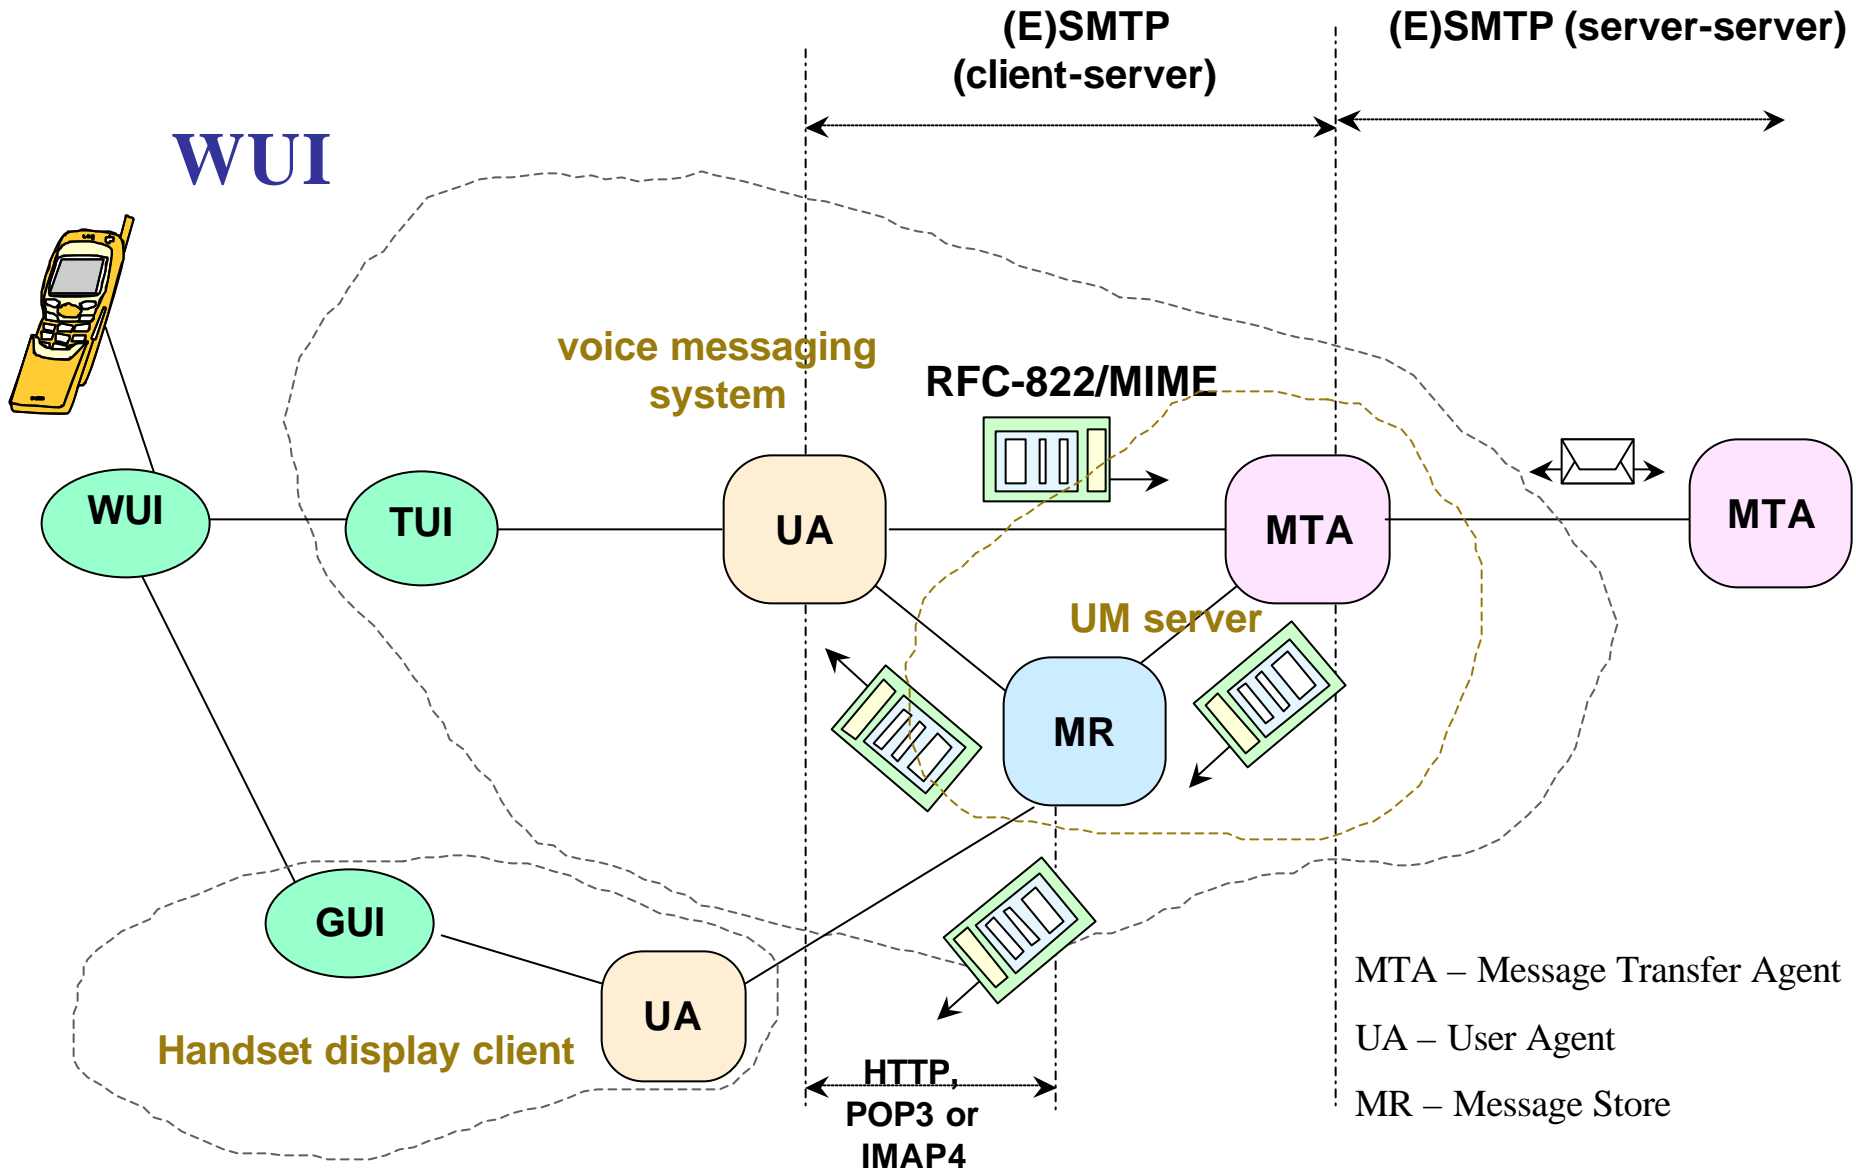 (E)SMTP
(client-server)
(E)SMTP (server-server)
WUI
voice messaging
system
RFC-822/MIME
WUI
TUI
UA
MTA
MTA
UM server
MR
GUI
UA
Handset display client
HTTP,
POP3 or
IMAP4
MTA – Message Transfer Agent
UA – User Agent
MR – Message Store